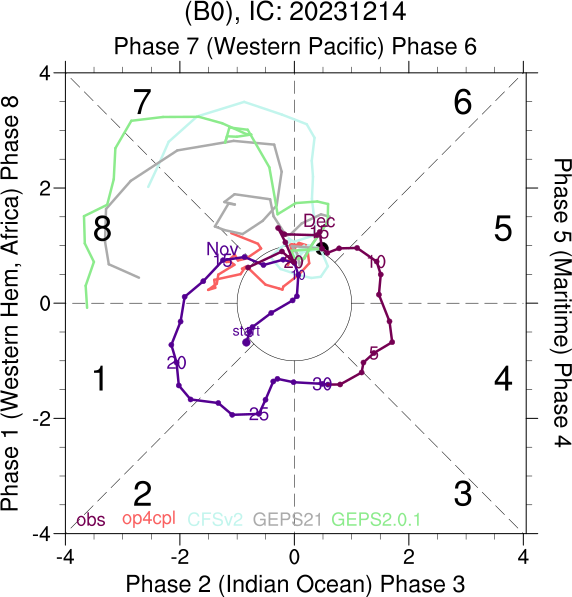 (B0), IC: 20231214
Phase 7 (Western Pacific) Phase 6
Phase 1 (Western Hem, Africa) Phase 8
Phase 5 (Maritime) Phase 4
4
2
0
-2
-4
7
6
8
5
1
4
2
3
Dec
Nov
15
20
10
10
start
5
20
25
30
obs op4cpl CFSv2 GEPS21 GEPS2.0.1
-4 -2 0 2 4
Phase 2 (Indian Ocean) Phase 3